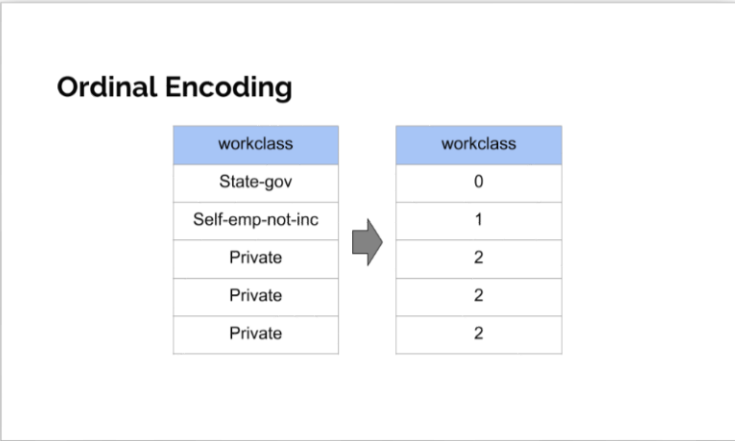 Ordinal Encoding
workclass workclass
State-gov 0
Self-emp-not-inc 1
Private 2
Private 2
Private 2